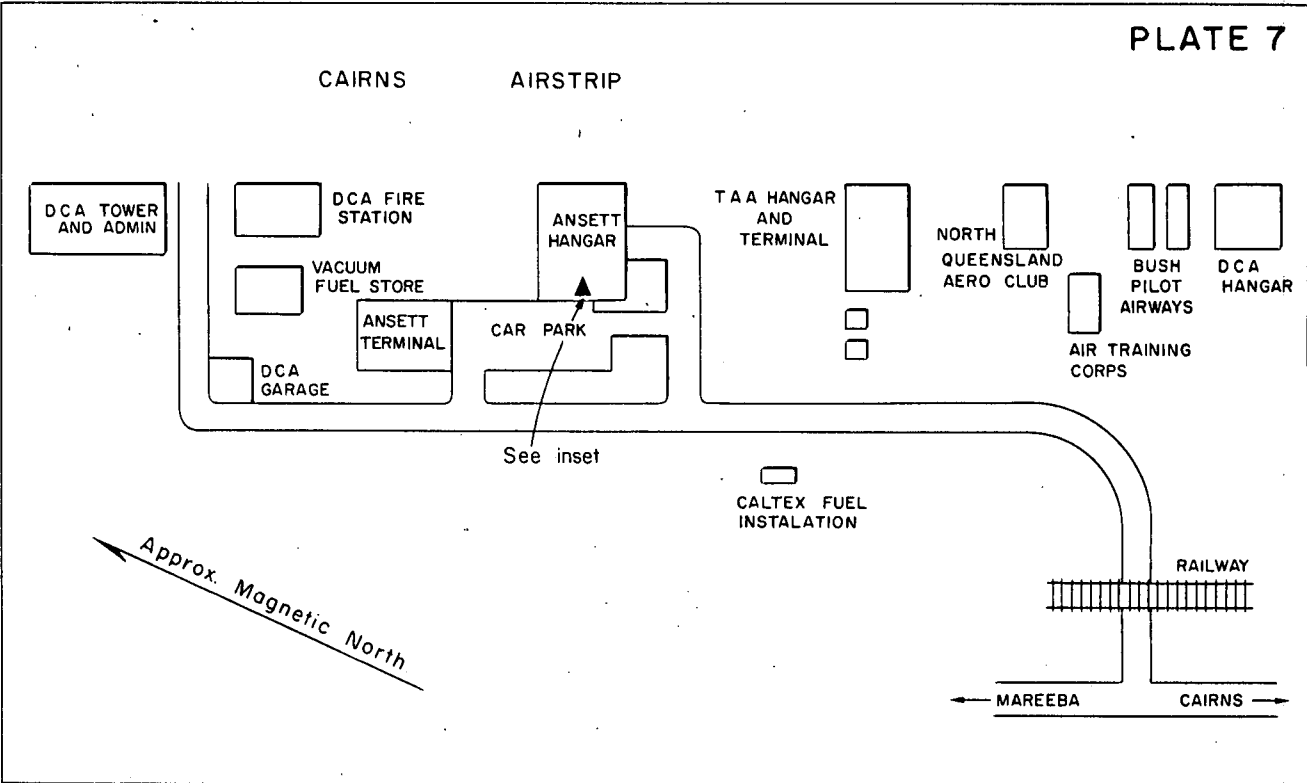 PLATE 7
CAIRNS AIRSTRIP
DCA TOWER
AND ADMIN
DCA FIRE
STATION
VACUUM
FUEL STORE
ANSETT
TERMINAL
DCA
GARAGE
ANSETT
HANGAR
CAR PARK
See inset
TAA HANGAR
AND
TERMINAL
NORTH
QUEENSLAND
AERO CLUB
AIR TRAINING
CORPS
BUSH
PILOT
AIRWAYS
DCA
HANGAR
CALTEX FUEL
INSTALATION
Approx. Magnetic North
RAILWAY
MAREEBA
CAIRNS